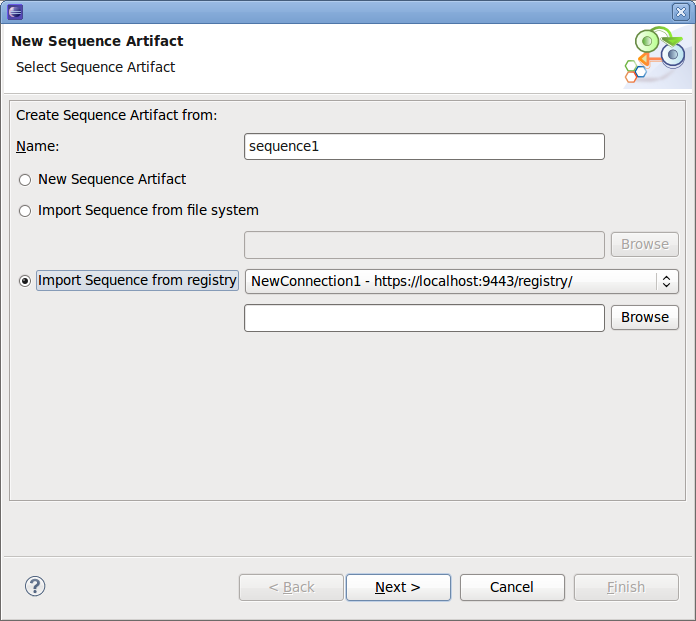 New Sequence Artifact
Select Sequence Artifact
Create Sequence Artifact from:
Name: sequence1
New Sequence Artifact
Import Sequence from file system
Browse
Import Sequence from registry NewConnection1 - https://localhost:9443/registry/
Browse
? < Back Next > Cancel Finish